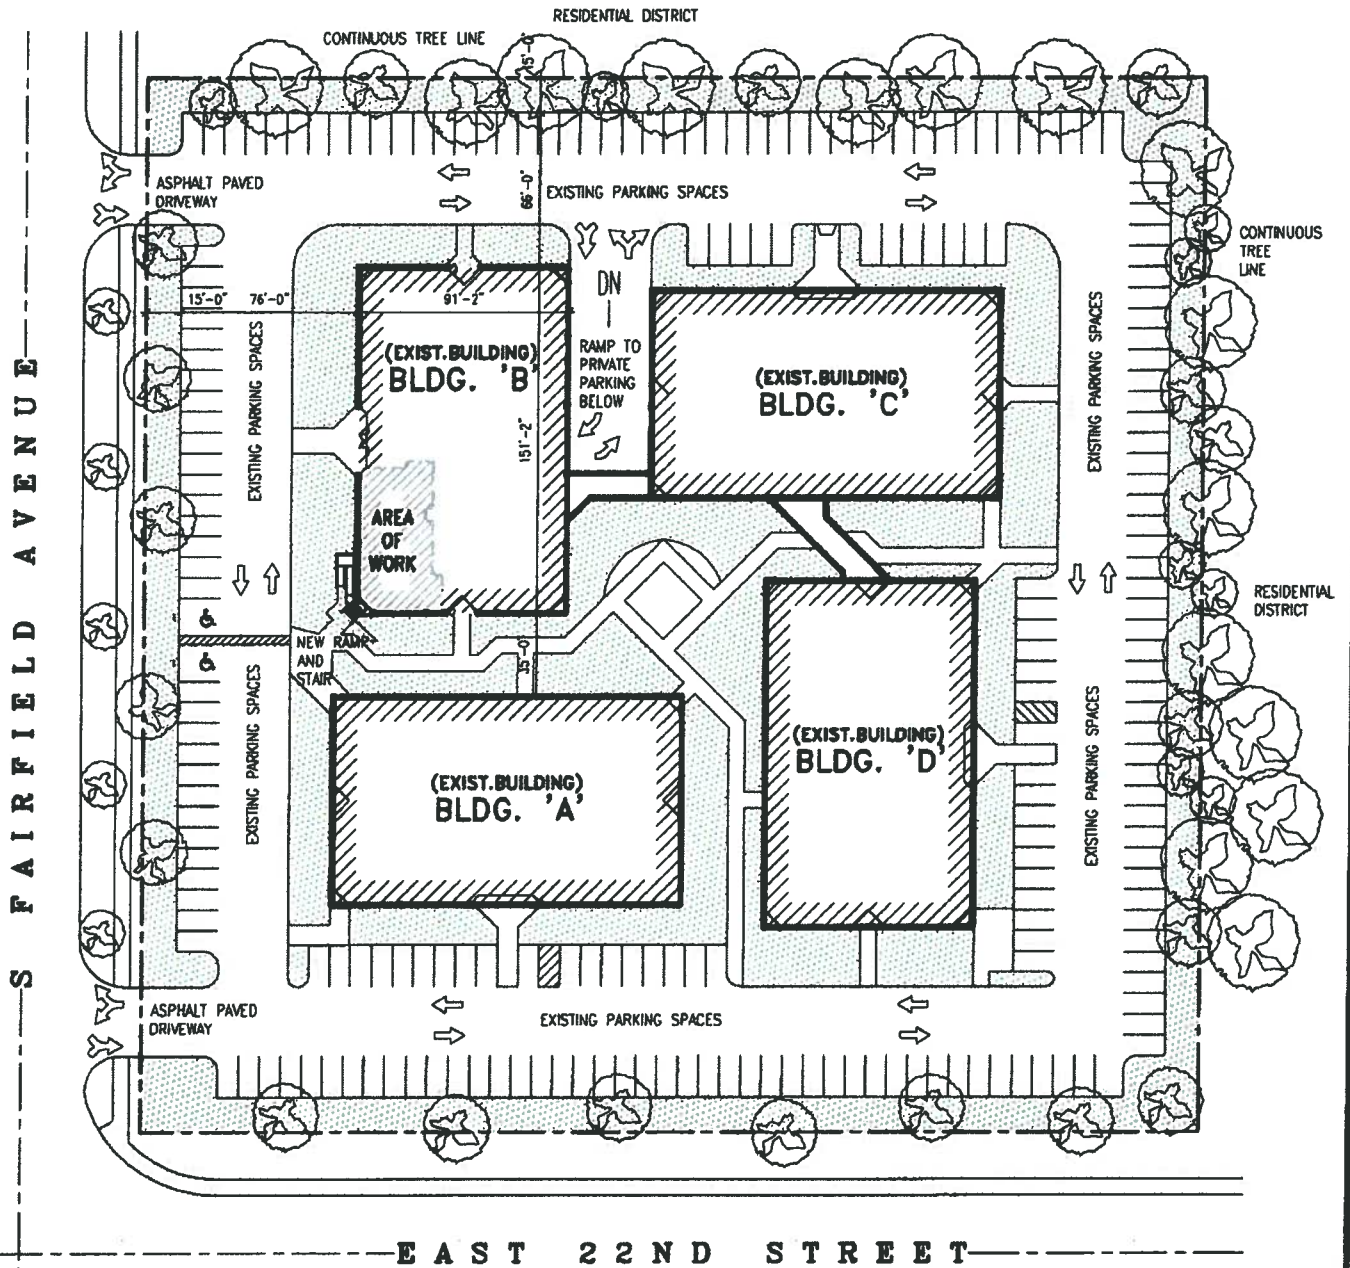 RESIDENTIAL DISTRICT
CONTINUOUS TREE LINE
15'-0"
ASPHALT PAVED
DRIVEWAY
66'-0"
EXISTING PARKING SPACES
CONTINUOUS
TREE
LINE
DN
15'-0"
76'-0"
91'-2"
RAMP TO
PRIVATE
PARKING
BELOW
(EXIST.BUILDING)
BLDG. 'B'
(EXIST.BUILDING)
BLDG. 'C'
EXISTING PARKING SPACES
EXISTING PARKING SPACES
151'-2"
AREA
OF
WORK
RESIDENTIAL
DISTRICT
S FAIRFIELD AVENUE
NEW RAMP
AND
STAIR
EXISTING PARKING SPACES
(EXIST.BUILDING)
BLDG. 'A'
(EXIST.BUILDING)
BLDG. 'D'
EXISTING PARKING SPACES
ASPHALT PAVED
DRIVEWAY
EXISTING PARKING SPACES
EAST 22ND STREET